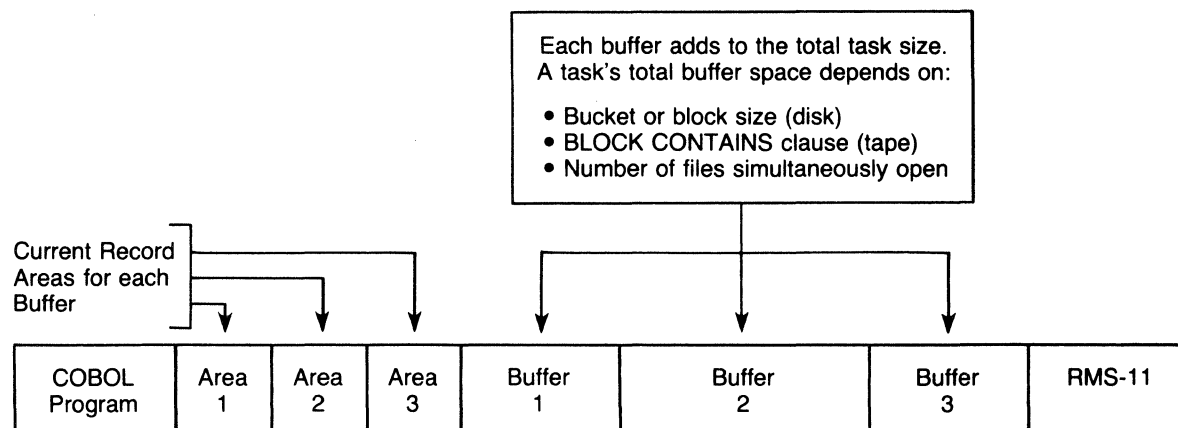 Each buffer adds to the total task size.
A task's total buffer space depends on:
• Bucket or block size (disk)
• BLOCK CONTAINS clause (tape)
• Number of files simultaneously open
Current Record
Areas for each
Buffer
COBOL
Program
Area
1
Area
2
Area
3
Buffer
1
Buffer
2
Buffer
3
RMS-11